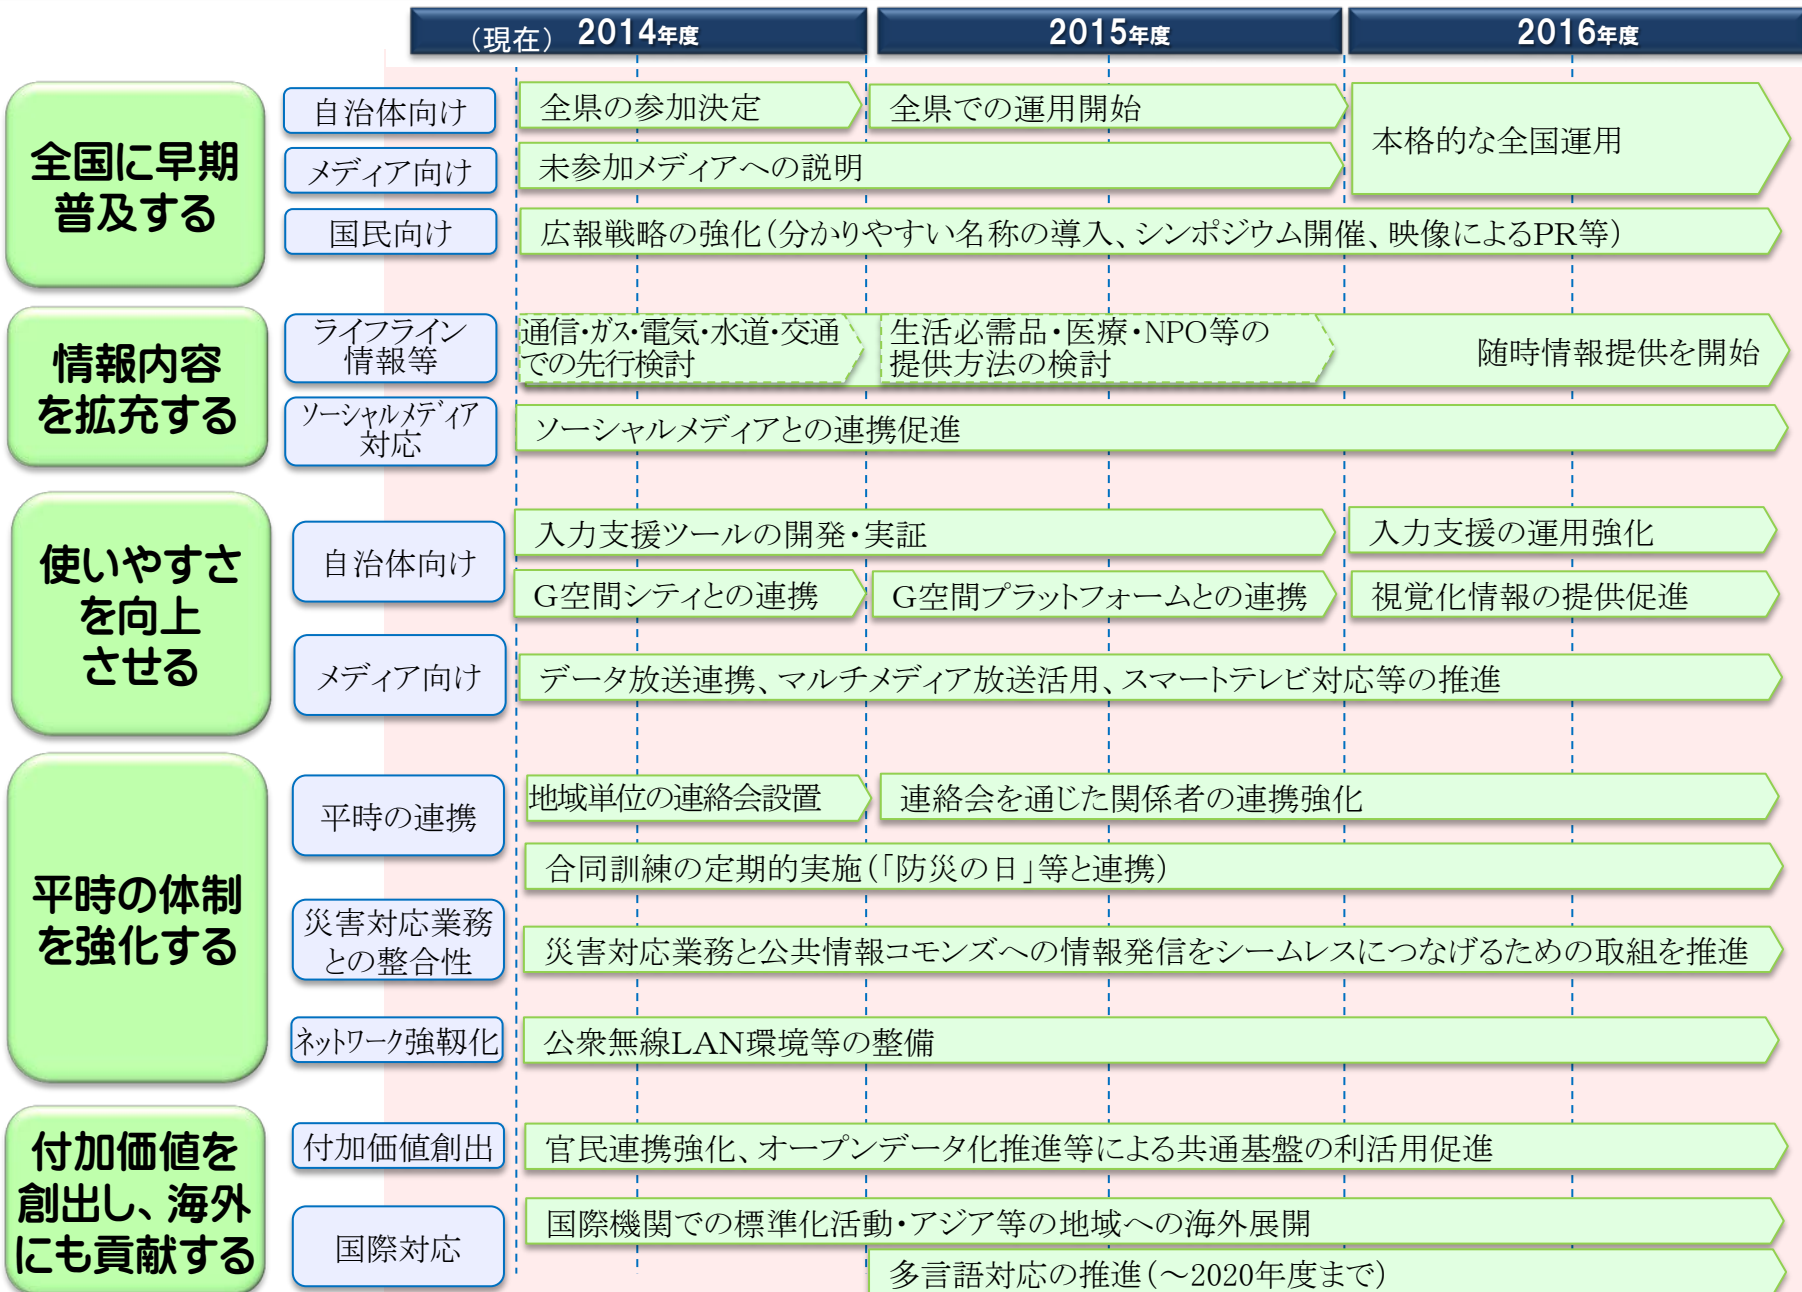 (現在) 2014年度
2015年度
2016年度
全国に早期
普及する
自治体向け
全県の参加決定
全県での運用開始
本格的な全国運用
メディア向け
未参加メディアへの説明
国民向け
広報戦略の強化(分かりやすい名称の導入、シンポジウム開催、映像によるPR等)
情報内容
を拡充する
ライフライン
情報等
通信・ガス・電気・水道・交通
での先行検討
生活必需品・医療・NPO等の
提供方法の検討
随時情報提供を開始
ソーシャルメディア
対応
ソーシャルメディアとの連携促進
使いやすさ
を向上
させる
自治体向け
入力支援ツールの開発・実証
入力支援の運用強化
G空間シティとの連携
G空間プラットフォームとの連携
視覚化情報の提供促進
メディア向け
データ放送連携、マルチメディア放送活用、スマートテレビ対応等の推進
平時の体制
を強化する
平時の連携
地域単位の連絡会設置
連絡会を通じた関係者の連携強化
合同訓練の定期的実施(「防災の日」等と連携)
災害対応業務
との整合性
災害対応業務と公共情報コモンズへの情報発信をシームレスにつなげるための取組を推進
ネットワーク強靱化
公衆無線LAN環境等の整備
付加価値を
創出し、海外
にも貢献する
付加価値創出
官民連携強化、オープンデータ化推進等による共通基盤の利活用促進
国際対応
国際機関での標準化活動・アジア等の地域への海外展開
多言語対応の推進(～2020年度まで)